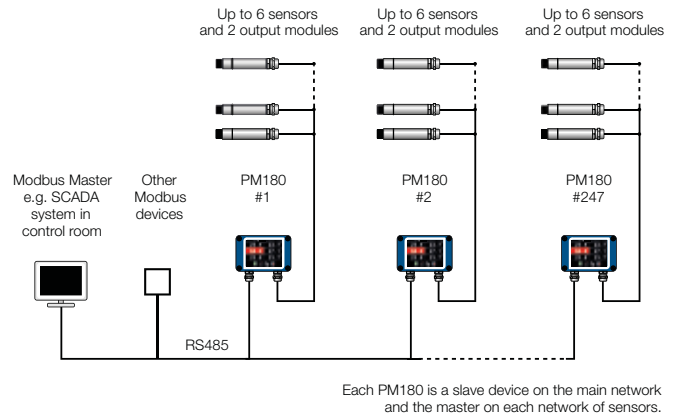 Up to 6 sensors
and 2 output modules
Up to 6 sensors
and 2 output modules
Up to 6 sensors
and 2 output modules
Modbus Master
e.g. SCADA
system in
control room
Other
Modbus
devices
PM180
#1
PM180
#2
PM180
#247
RS485
Each PM180 is a slave device on the main network
and the master on each network of sensors.